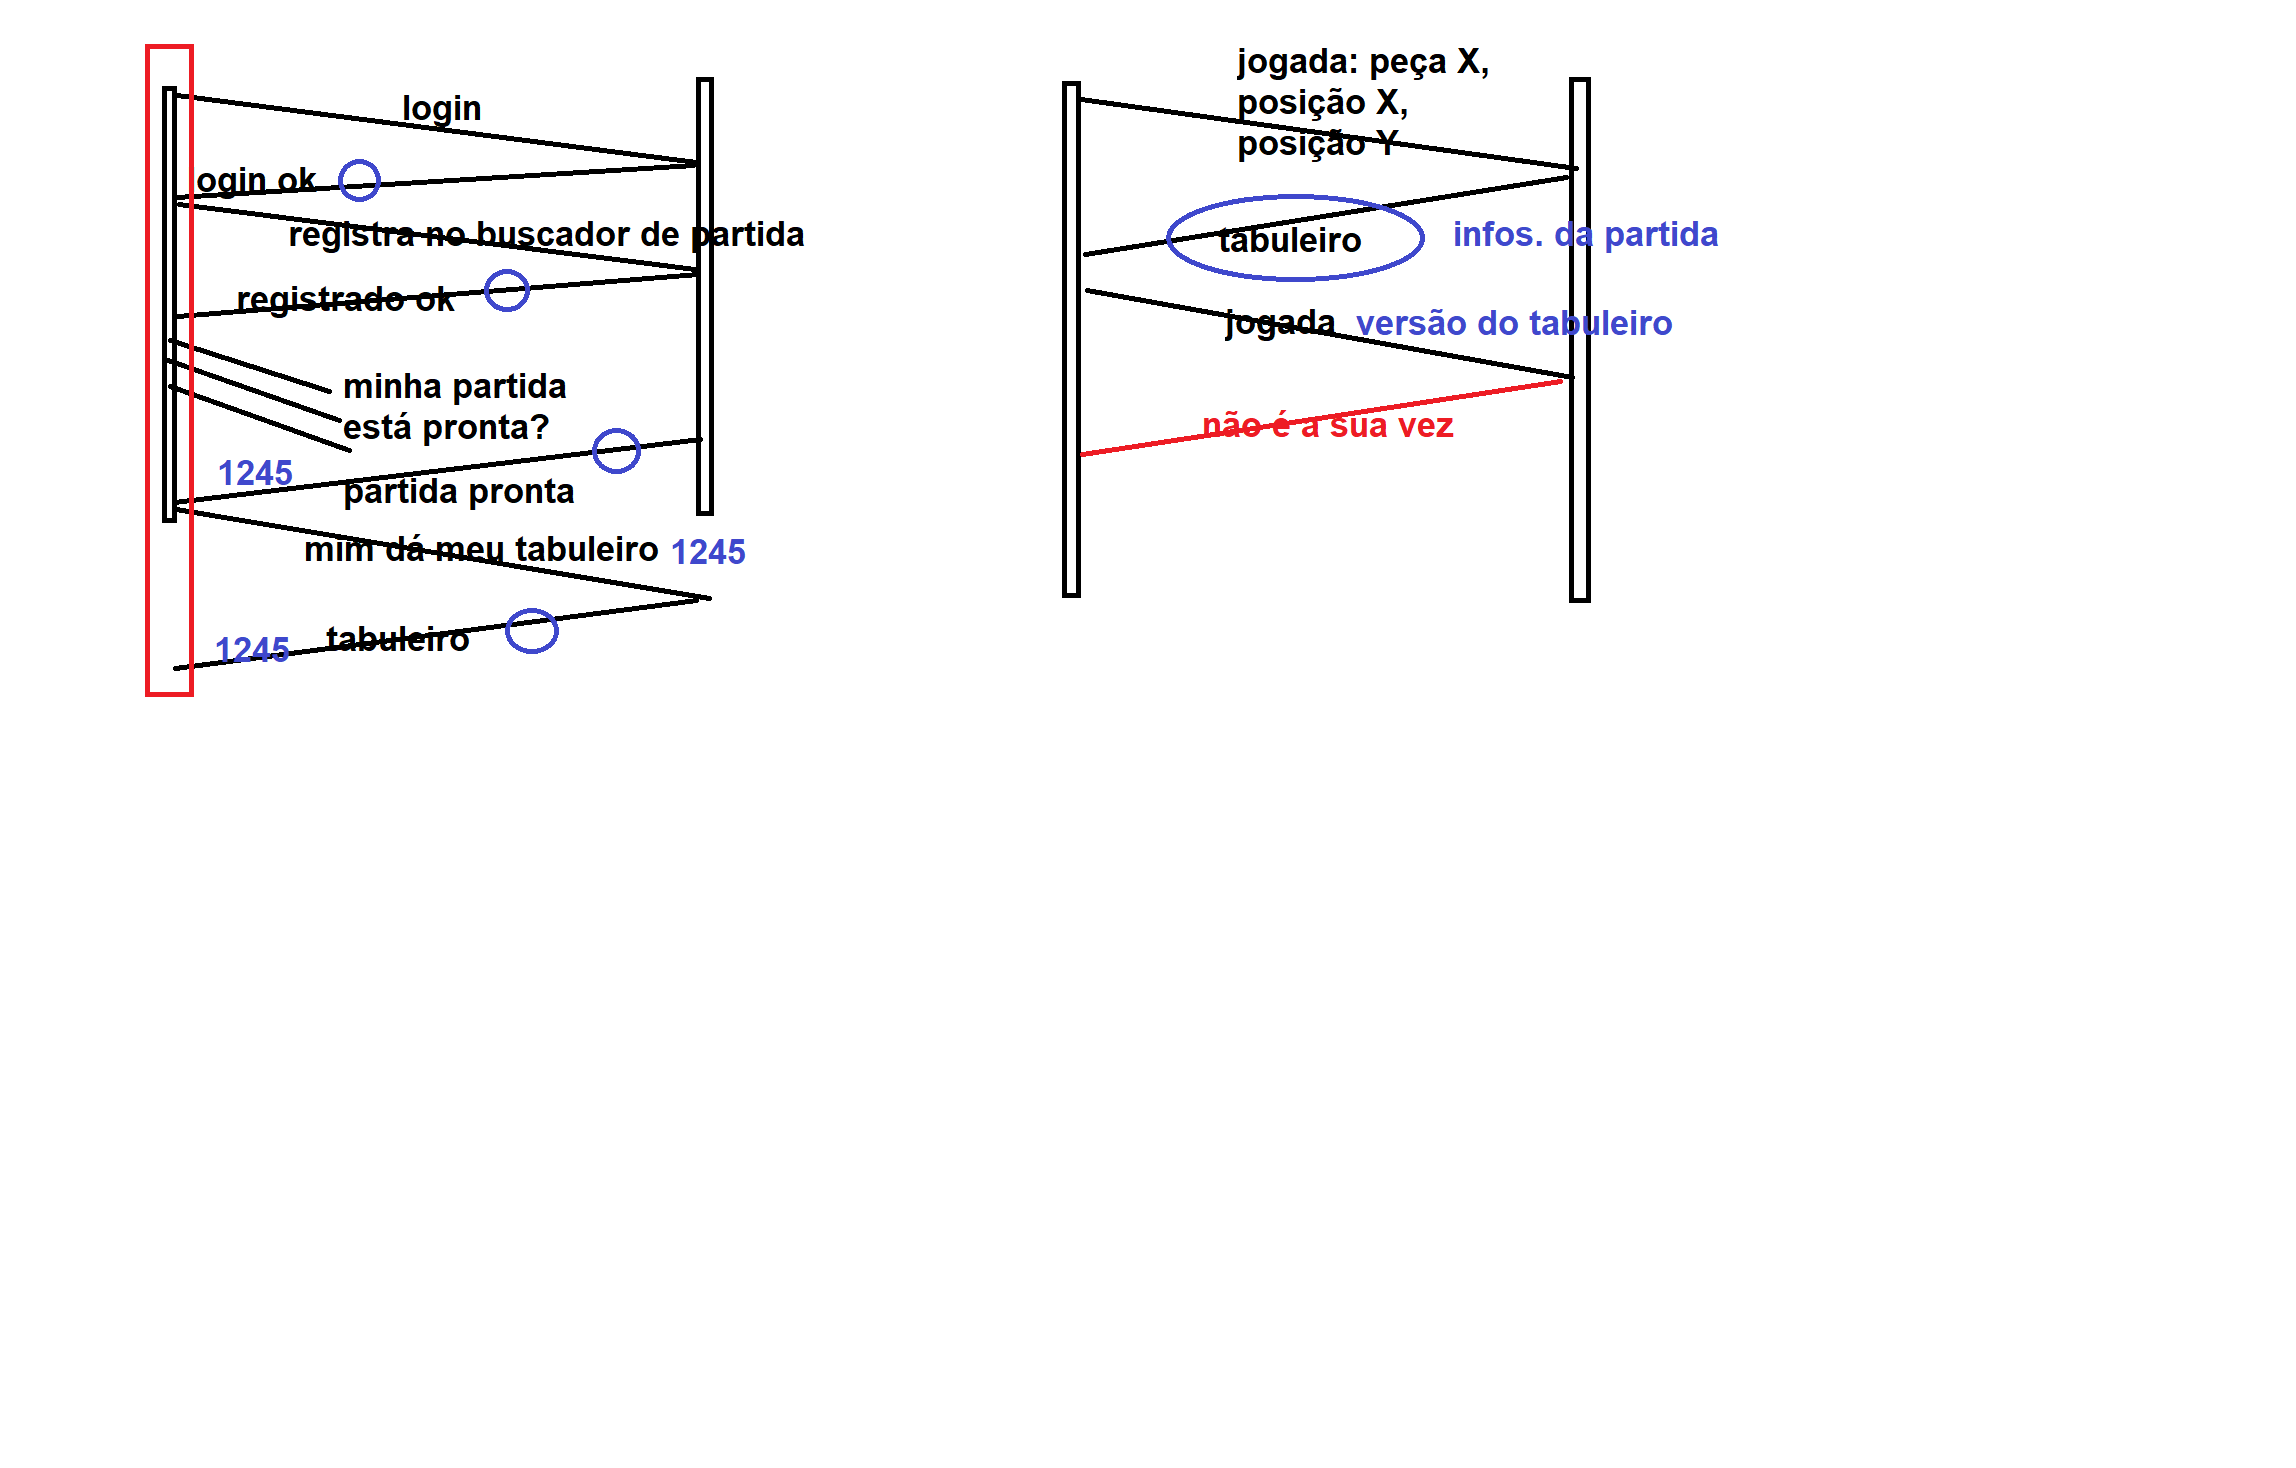 login
ogin ok
registra no buscador de partida
registrado ok
minha partida
está pronta?
1245
partida pronta
mim dá meu tabuleiro 1245
1245 tabuleiro
jogada: peça X,
posição X,
posição Y
tabuleiro infos. da partida
jogada versão do tabuleiro
não é a sua vez